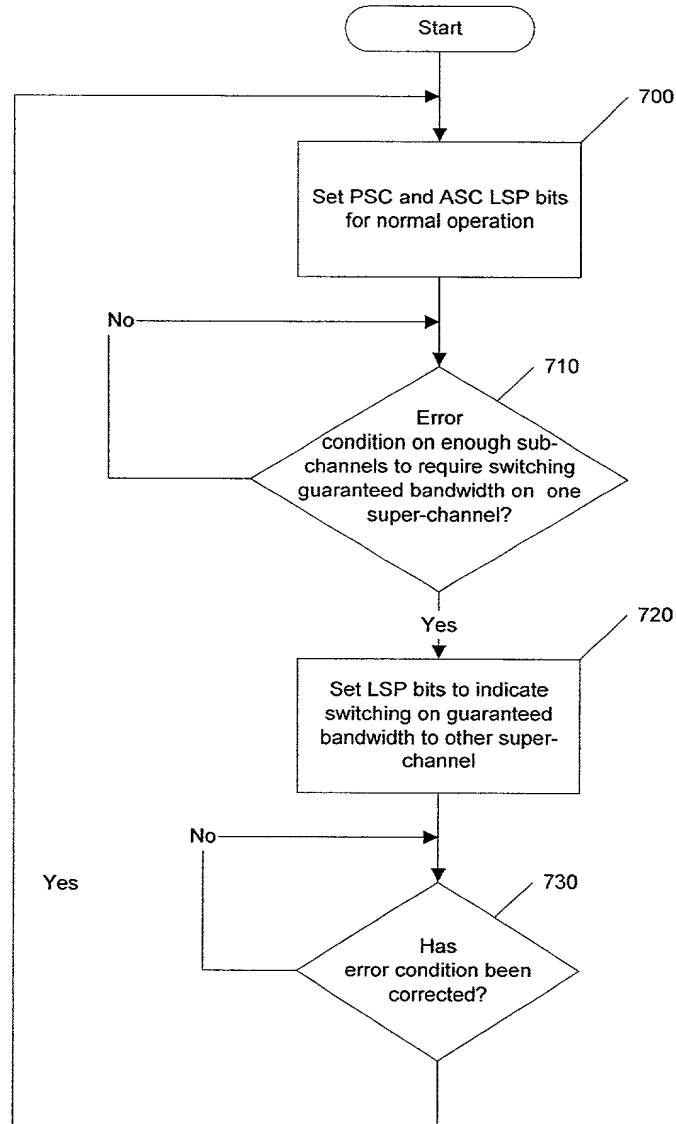 Start
700
Set PSC and ASC LSP bits
for normal operation
No
710
Error
condition on enough sub-
channels to require switching
guaranteed bandwidth on one
super-channel?
Yes
720
Set LSP bits to indicate
switching on guaranteed
bandwidth to other super-
channel
No
Yes
730
Has
error condition been
corrected?